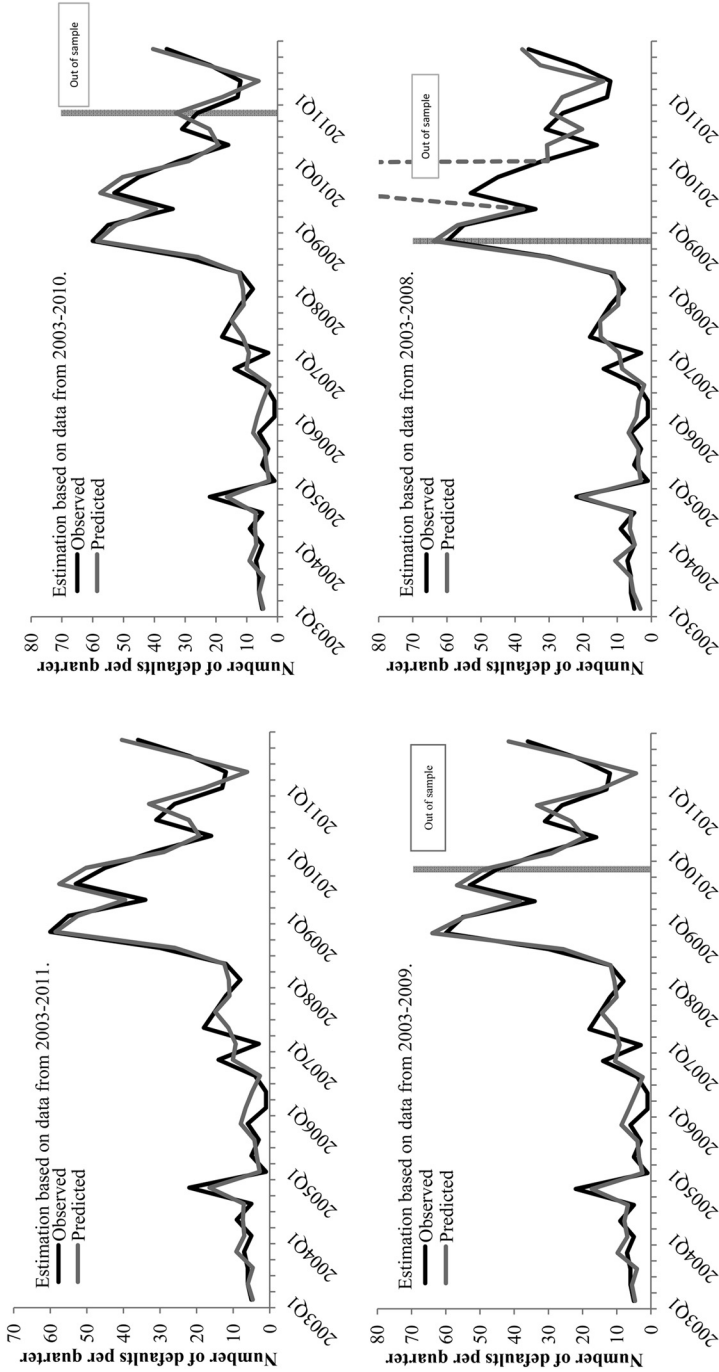 Estimation based on data from 2003-2011.
Observed
Predicted
Number of defaults per quarter
70
60
50
40
30
20
10
0
2003Q1
2004Q1
2005Q1
2006Q1
2007Q1
2008Q1
2009Q1
2010Q1
2011Q1
Estimation based on data from 2003-2010.
Observed
Predicted
Out of sample
Number of defaults per quarter
80
70
60
50
40
30
20
10
0
2003Q1
2004Q1
2005Q1
2006Q1
2007Q1
2008Q1
2009Q1
2010Q1
2011Q1
Estimation based on data from 2003-2009.
Observed
Predicted
Out of sample
Number of defaults per quarter
80
70
60
50
40
30
20
10
0
2003Q1
2004Q1
2005Q1
2006Q1
2007Q1
2008Q1
2009Q1
2010Q1
2011Q1
Estimation based on data from 2003-2008.
Observed
Predicted
Out of sample
Number of defaults per quarter
80
70
60
50
40
30
20
10
0
2003Q1
2004Q1
2005Q1
2006Q1
2007Q1
2008Q1
2009Q1
2010Q1
2011Q1